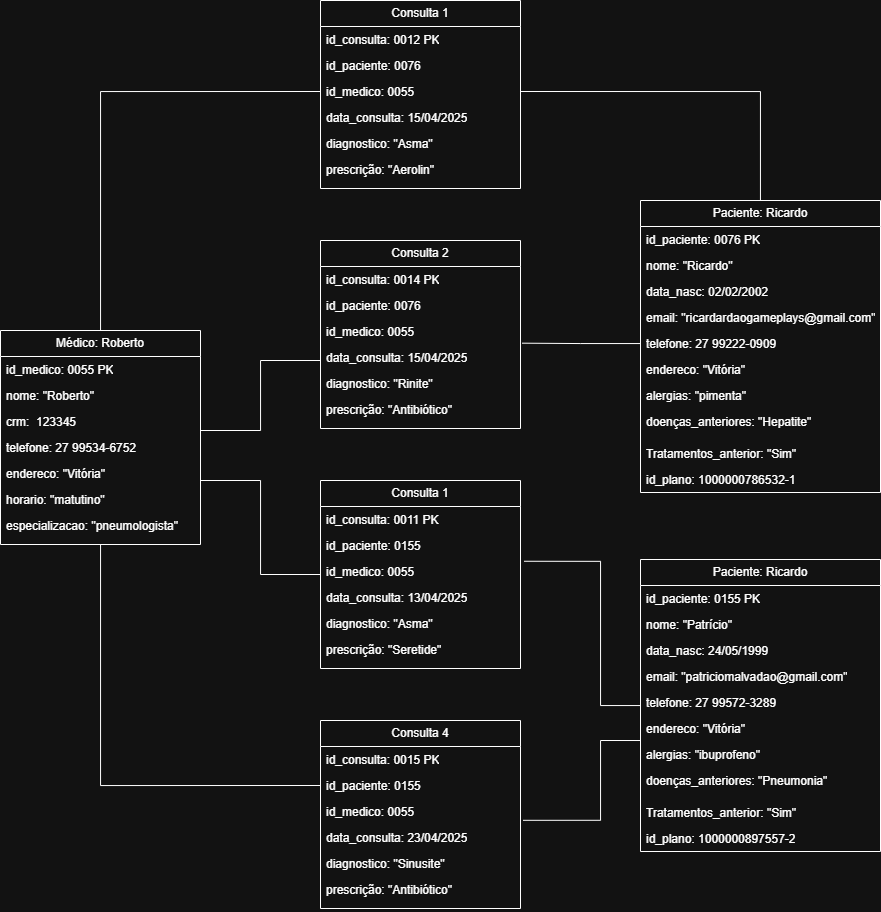 Consulta 1
id_consulta: 0012 PK
id_paciente: 0076
id_medico: 0055
data_consulta: 15/04/2025
diagnostico: "Asma"
prescrição: "Aerolin"
Consulta 2
id_consulta: 0014 PK
id_paciente: 0076
id_medico: 0055
data_consulta: 15/04/2025
diagnostico: "Rinite"
prescrição: "Antibiótico"
Médico: Roberto
id_medico: 0055 PK
nome: "Roberto"
crm: 123345
telefone: 27 99534-6752
endereco: "Vitória"
horario: "matutino"
especializacao: "pneumologista"
Consulta 1
id_consulta: 0011 PK
id_paciente: 0155
id_medico: 0055
data_consulta: 13/04/2025
diagnostico: "Asma"
prescrição: "Seretide"
Consulta 4
id_consulta: 0015 PK
id_paciente: 0155
id_medico: 0055
data_consulta: 23/04/2025
diagnostico: "Sinusite"
prescrição: "Antibiótico"
Paciente: Ricardo
id_paciente: 0076 PK
nome: "Ricardo"
data_nasc: 02/02/2002
email: "ricardardaogameplays@gmail.com"
telefone: 27 99222-0909
endereco: "Vitória"
alergias: "pimenta"
doenças_anteriores: "Hepatite"
Tratamentos_anterior: "Sim"
id_plano: 1000000786532-1
Paciente: Ricardo
id_paciente: 0155 PK
nome: "Patrício"
data_nasc: 24/05/1999
email: "patriciomalvadao@gmail.com"
telefone: 27 99572-3289
endereco: "Vitória"
alergias: "ibuprofeno"
doenças_anteriores: "Pneumonia"
Tratamentos_anterior: "Sim"
id_plano: 1000000897557-2